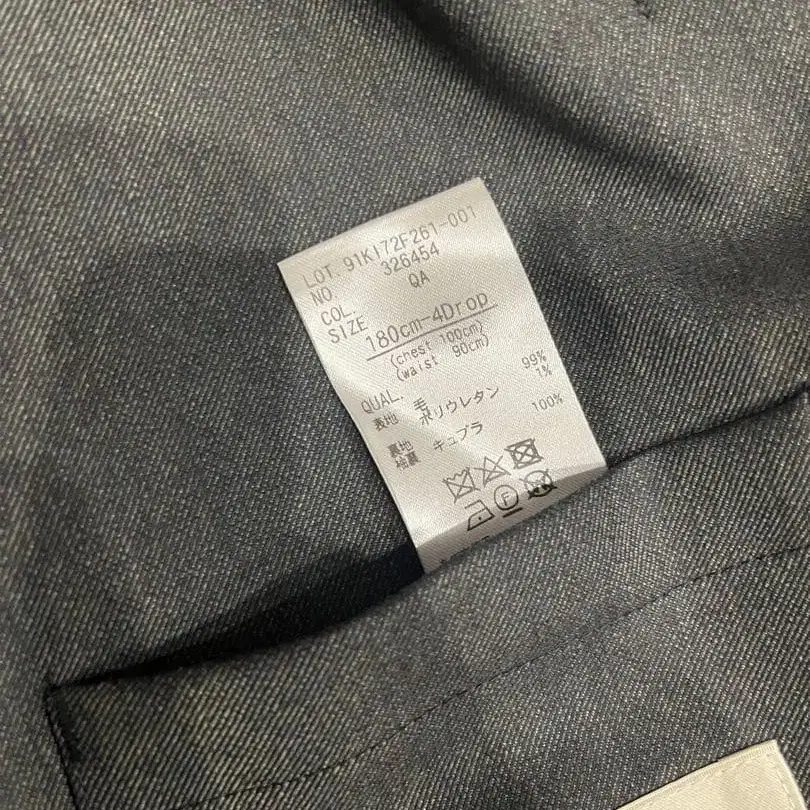 LOT. 91KI72F261-001
NO. 326454
COL. QA
SIZE
180cm-4Drop
(chest 100cm)
(waist 90cm)
QUAL.
表地 毛 99%
ポリウレタン 1%
裏地
袖裏 キュプラ 100%
F